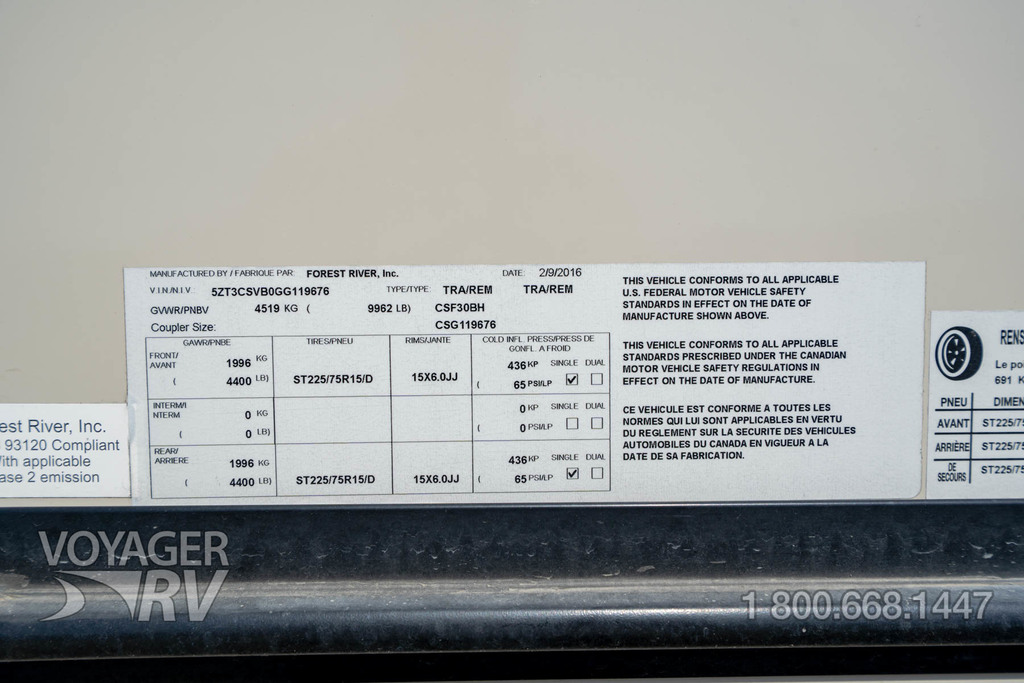 MANUFACTURED BY / FABRIQUE PAR: FOREST RIVER, Inc. DATE: 2/9/2016
V.I.N/N.I.V.: 5ZT3CSVB0GG119676 TYPE/TYPE: TRA/REM TRA/REM
GVWR/PNBV 4519 KG ( 9962 LB) CSF30BH
Coupler Size: CSG119676
GAWR/PNBE TIRES/PNEU RIMS/JANTE COLD INFL. PRESS/PRESS DE
GONFL. A FROID
FRONT/
AVANT 1996 KG 436 KP SINGLE DUAL
( 4400 LB) ST225/75R15/D 15X6.0JJ ( 65 PSI/LP
INTERM/I
NTERM 0 KG 0 KP SINGLE DUAL
( 0 LB) ( 0 PSI/LP
REAR/
ARRIERE 1996 KG 436 KP SINGLE DUAL
( 4400 LB) ST225/75R15/D 15X6.0JJ ( 65 PSI/LP
THIS VEHICLE CONFORMS TO ALL APPLICABLE
U.S. FEDERAL MOTOR VEHICLE SAFETY
STANDARDS IN EFFECT ON THE DATE OF
MANUFACTURE SHOWN ABOVE.
THIS VEHICLE CONFORMS TO ALL APPLICABLE
STANDARDS PRESCRIBED UNDER THE CANADIAN
MOTOR VEHICLE SAFETY REGULATIONS IN
EFFECT ON THE DATE OF MANUFACTURE.
CE VEHICULE EST CONFORME A TOUTES LES
NORMES QUI LUI SONT APPLICABLES EN VERTU
DU REGLEMENT SUR LA SECURITE DES VEHICULES
AUTOMOBILES DU CANADA EN VIGUEUR A LA
DATE DE SA FABRICATION.
est River, Inc.
93120 Compliant
ith applicable
ase 2 emission
RENS
Le po
691 K
PNEU DIMEN
AVANT ST225/75
ARRIÈRE ST225/75
DE
SECOURS ST225/75
VOYAGER
RV
1 800.668.1447